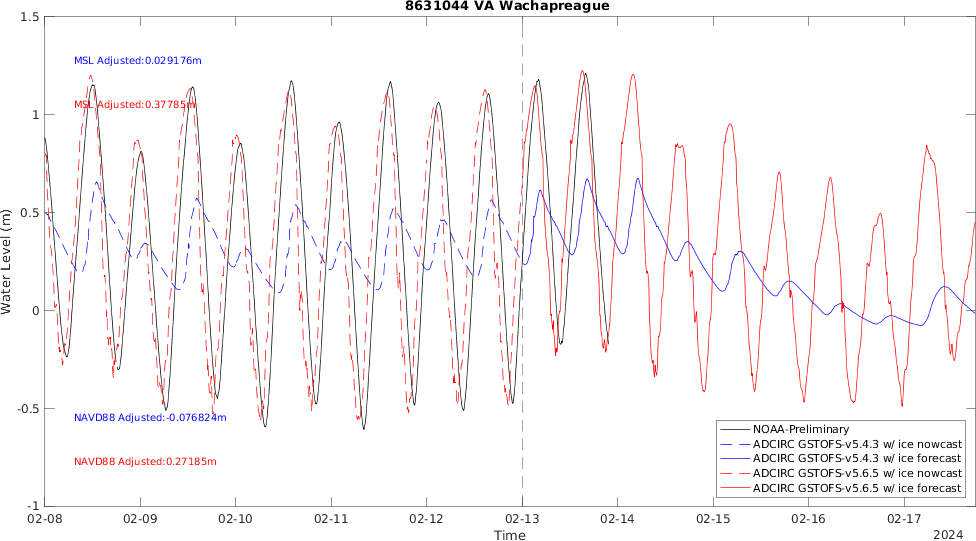 8631044 VA Wachapreague
1.5
1
0.5
0
-0.5
-1
Water Level (m)
MSL Adjusted:0.029176m
MSL Adjusted:0.37785m
NAVD88 Adjusted:-0.076824m
NAVD88 Adjusted:0.27185m
NOAA-Preliminary
ADCIRC GSTOFS-v5.4.3 w/ ice nowcast
ADCIRC GSTOFS-v5.4.3 w/ ice forecast
ADCIRC GSTOFS-v5.6.5 w/ ice nowcast
ADCIRC GSTOFS-v5.6.5 w/ ice forecast
02-08 02-09 02-10 02-11 02-12 02-13 02-14 02-15 02-16 02-17
Time
2024